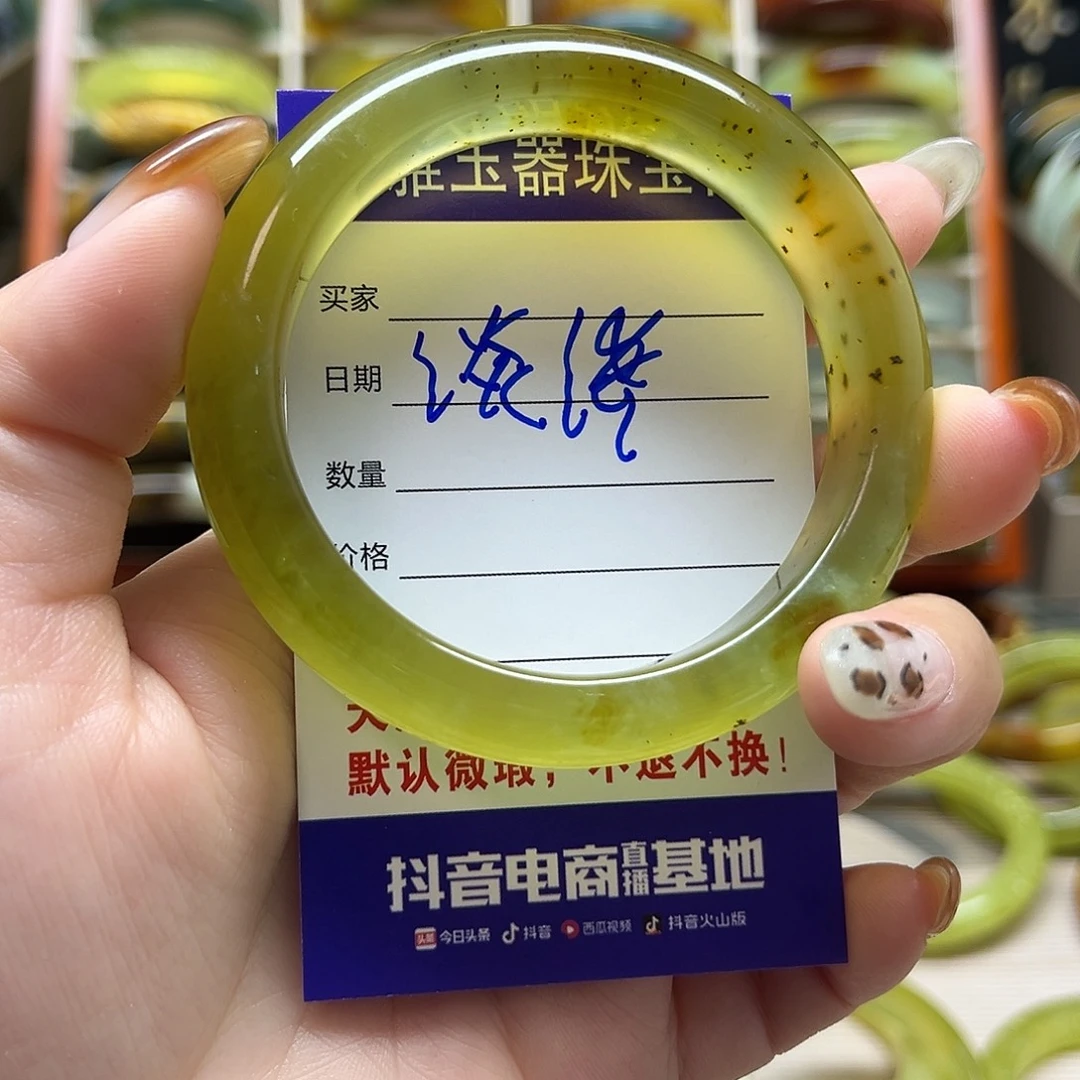 雅玉器珠宝
买家
日期
数量
价格
默认微瑕，不退不换！
抖音电商直播基地
头条 今日头条 抖音 西瓜视频 抖音火山版